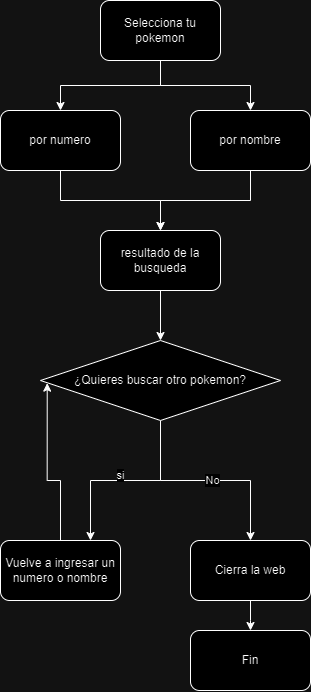 Selecciona tu
pokemon
por numero
por nombre
resultado de la
busqueda
¿Quieres buscar otro pokemon?
si
No
Vuelve a ingresar un
numero o nombre
Cierra la web
Fin